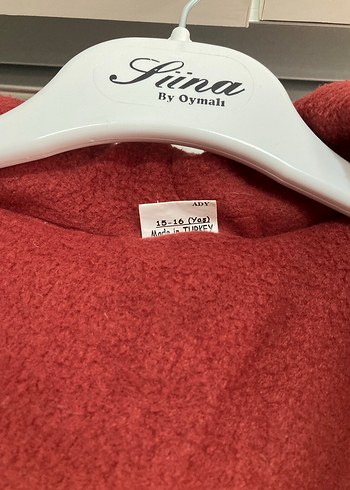 Süna
By Oymalı
ADY
15-16 (Yaş)
Made in TURKEY